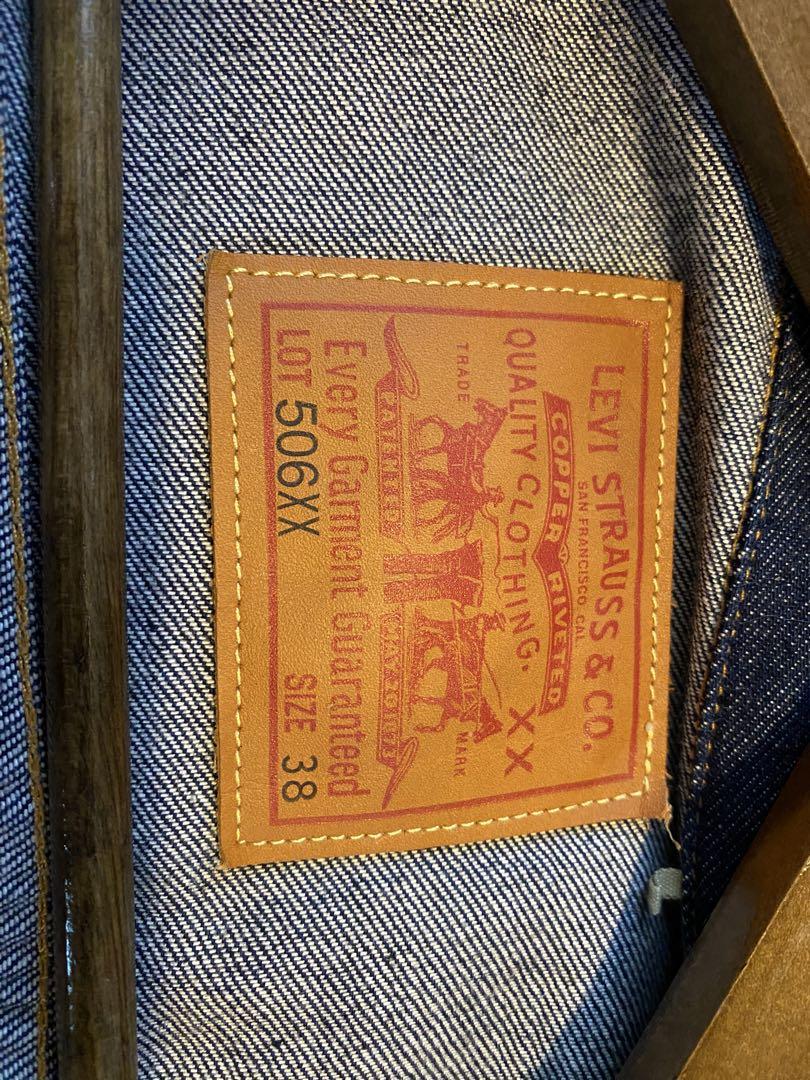 LEVI STRAUSS & CO.
SAN FRANCISCO, CAL.
COPPER RIVETED
QUALITY CLOTHING. XX
TRADE
MARK
PATENTED
Every Garment Guaranteed
LOT 506XX
SIZE 38